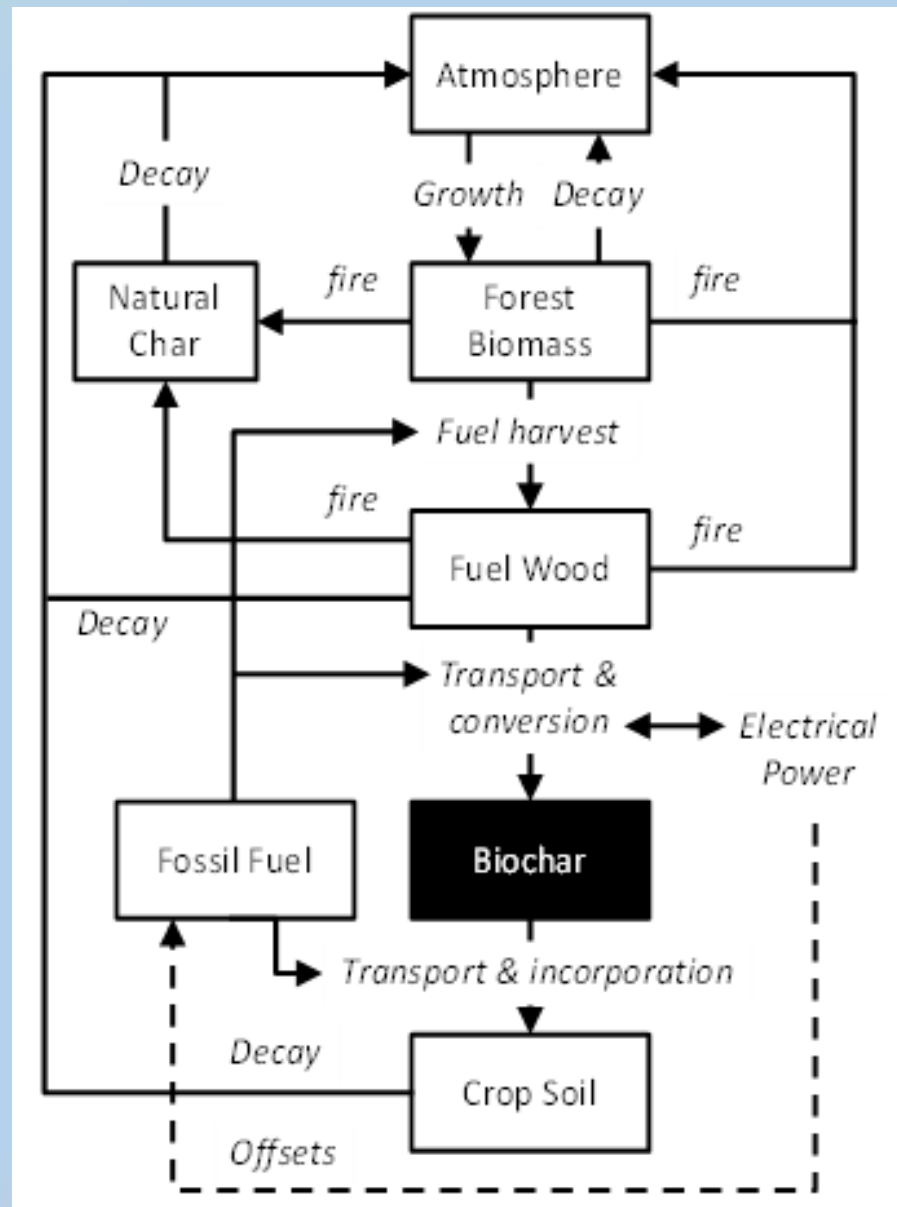 Atmosphere
Decay
Growth
Decay
Natural
Char
fire
Forest
Biomass
fire
Fuel harvest
fire
Fuel Wood
fire
Decay
Transport &
conversion
Electrical
Power
Fossil Fuel
Biochar
Transport & incorporation
Decay
Crop Soil
Offsets